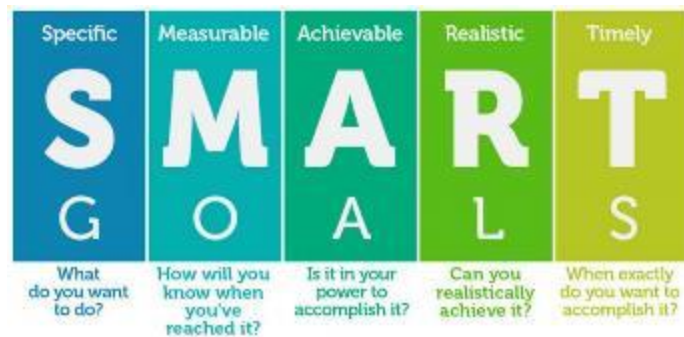 Specific Measurable Achievable Realistic Timely
SMART
GOALS
What
do you want
to do?
How will you
know when
you've
reached it?
Is it in your
power to
accomplish it?
Can you
realistically
achieve it?
When exactly
do you want to
accomplish it?